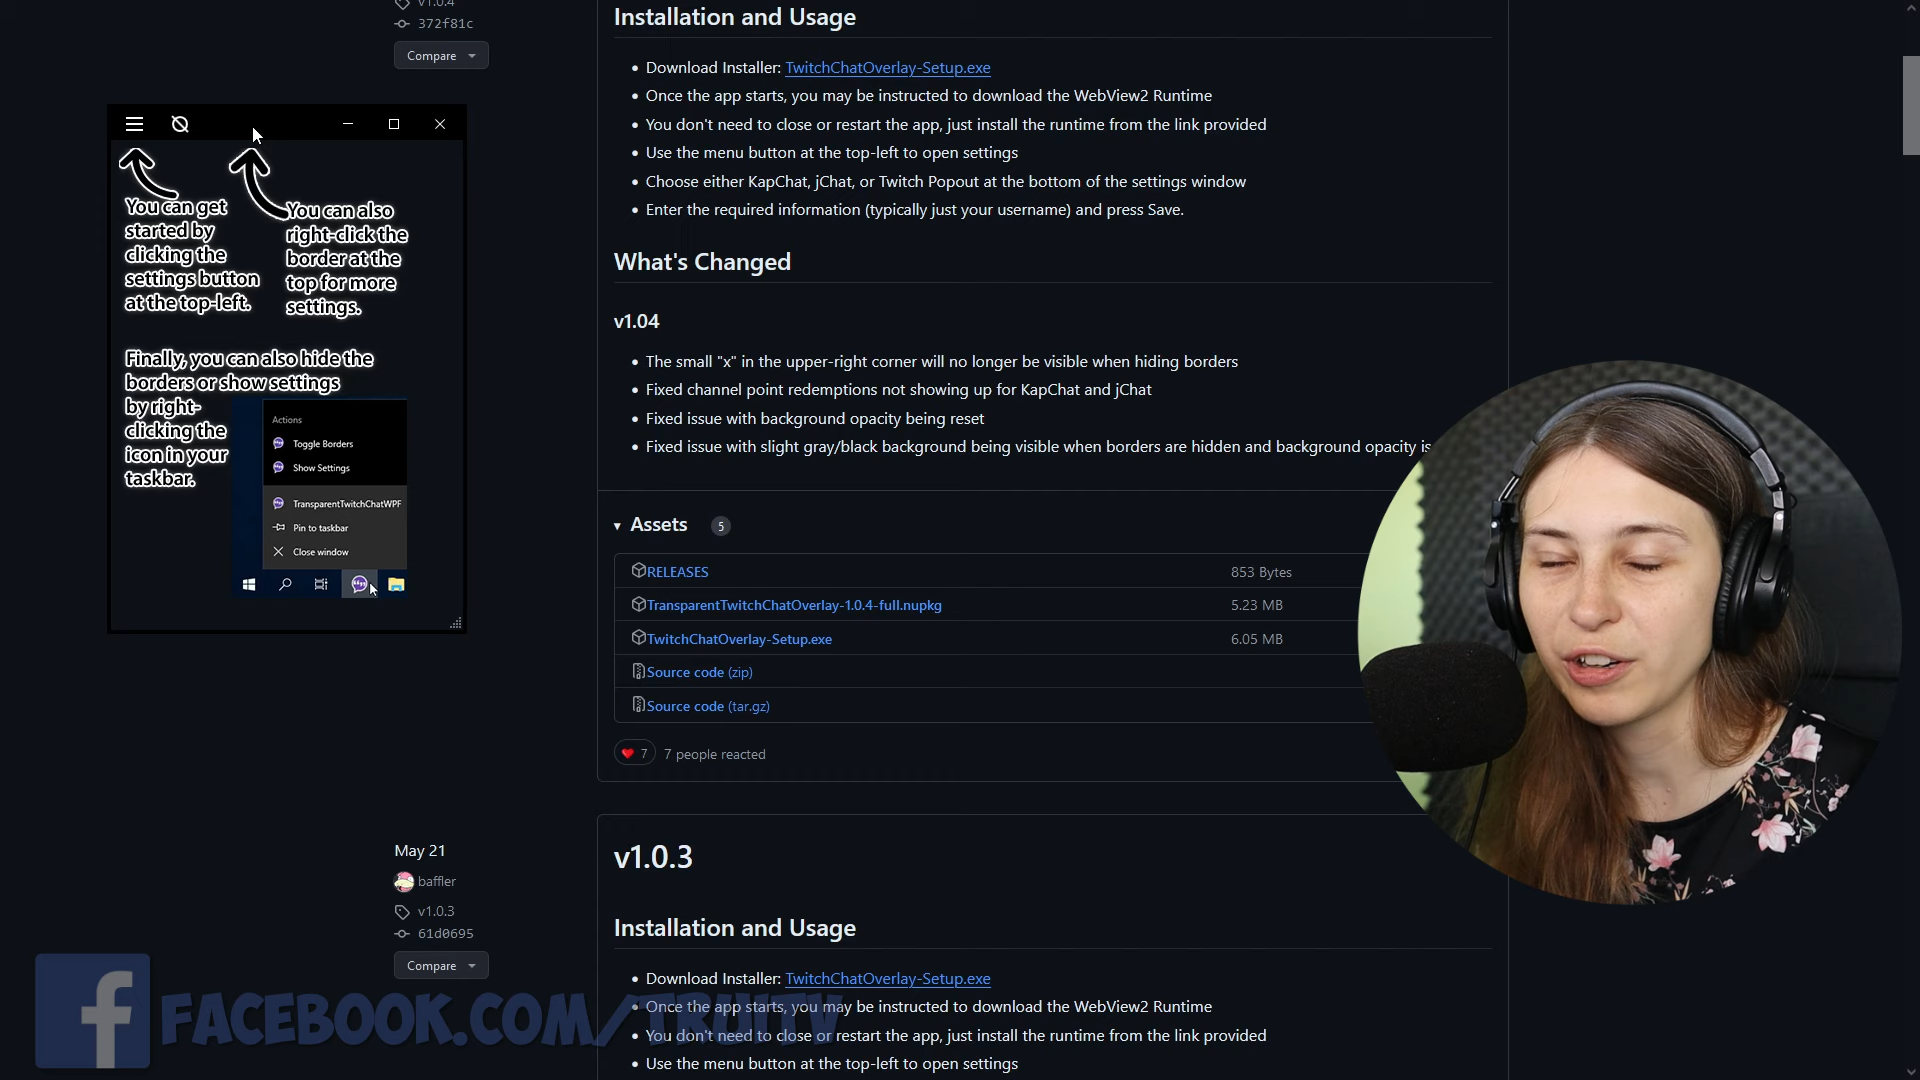 v1.0.4
372f81c
Compare
You can get
started by
clicking the
settings button
at the top-left.
You can also
right-click the
border at the
top for more
settings.
Finally, you can also hide the
borders or show settings
by right-
clicking the
icon in your
taskbar.
Actions
Toggle Borders
Show Settings
TransparentTwitchChatWPF
Pin to taskbar
Close window
Installation and Usage
Download Installer: TwitchChatOverlay-Setup.exe
Once the app starts, you may be instructed to download the WebView2 Runtime
You don't need to close or restart the app, just install the runtime from the link provided
Use the menu button at the top-left to open settings
Choose either KapChat, jChat, or Twitch Popout at the bottom of the settings window
Enter the required information (typically just your username) and press Save.
What's Changed
v1.04
The small "x" in the upper-right corner will no longer be visible when hiding borders
Fixed channel point redemptions not showing up for KapChat and jChat
Fixed issue with background opacity being reset
Fixed issue with slight gray/black background being visible when borders are hidden and background opacity is
Assets 5
RELEASES 853 Bytes
TransparentTwitchChatOverlay-1.0.4-full.nupkg 5.23 MB
TwitchChatOverlay-Setup.exe 6.05 MB
Source code (zip)
Source code (tar.gz)
7 7 people reacted
May 21
baffler
v1.0.3
61d0695
Compare
v1.0.3
Installation and Usage
Download Installer: TwitchChatOverlay-Setup.exe
Once the app starts, you may be instructed to download the WebView2 Runtime
You don't need to close or restart the app, just install the runtime from the link provided
Use the menu button at the top-left to open settings
FACEBOOK.COM/TRUITV